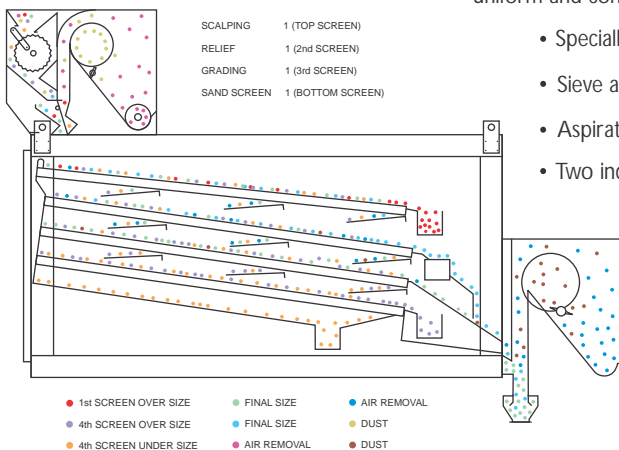 uniform and con
SCALPING 1 (TOP SCREEN)
RELIEF 1 (2nd SCREEN)
GRADING 1 (3rd SCREEN)
SAND SCREEN 1 (BOTTOM SCREEN)
• Speciall
• Sieve a
• Aspirat
• Two ind
1st SCREEN OVER SIZE FINAL SIZE AIR REMOVAL
4th SCREEN OVER SIZE FINAL SIZE DUST
4th SCREEN UNDER SIZE AIR REMOVAL DUST